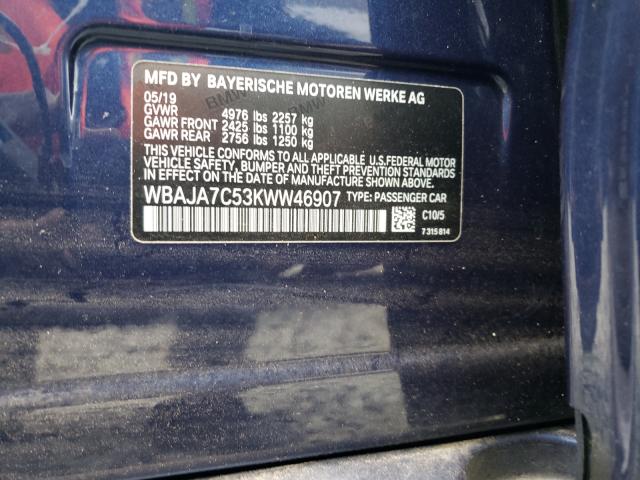 MFD BY BAYERISCHE MOTOREN WERKE AG
05/19
GVWR 4976 lbs 2257 kg
GAWR FRONT 2425 lbs 1100 kg
GAWR REAR 2756 lbs 1250 kg
THIS VEHICLE CONFORMS TO ALL APPLICABLE U.S.FEDERAL MOTOR
VEHICLE SAFETY, BUMPER AND THEFT PREVENTION STANDARDS
IN EFFECT ON THE DATE OF MANUFACTURE SHOWN ABOVE.
WBAJA7C53KWW46907 TYPE: PASSENGER CAR
C10/5
7315814
BMW
BMW